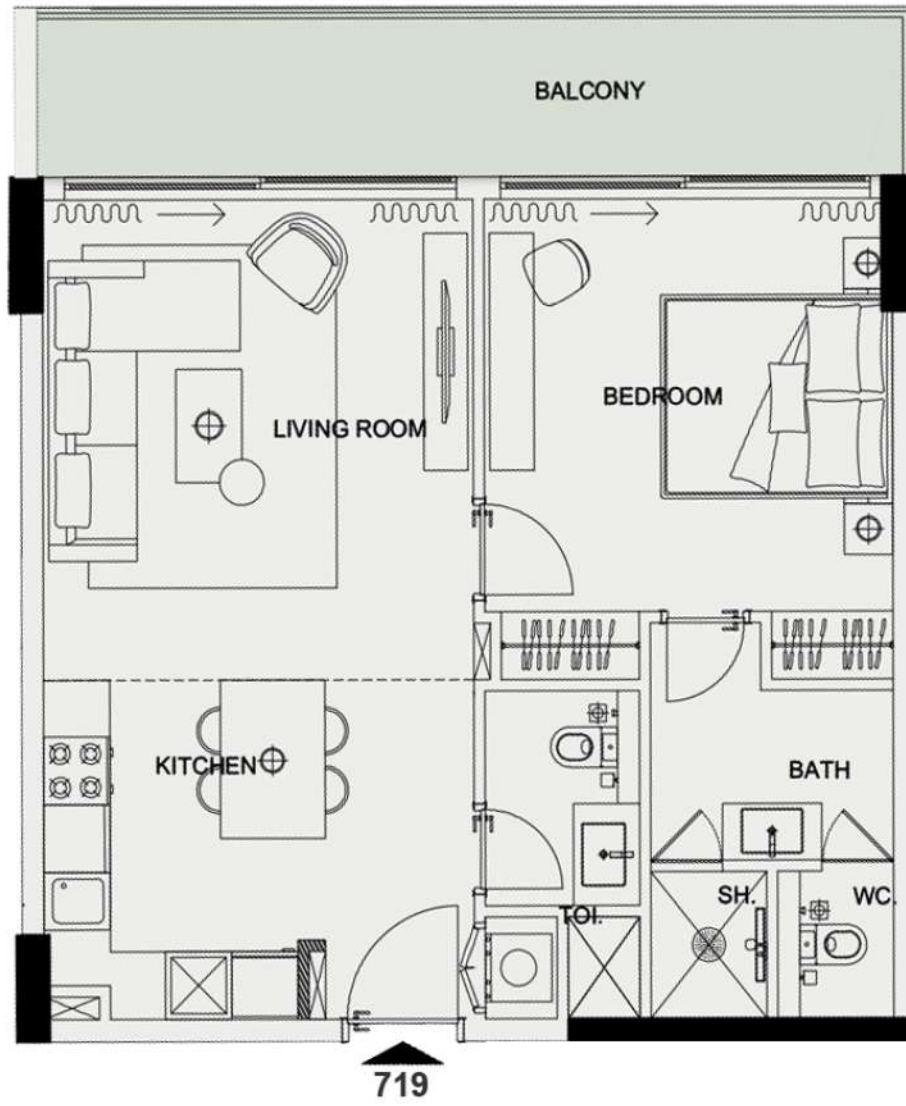 BALCONY
BEDROOM
LIVING ROOM
KITCHEN
BATH
SH.
WC.
TOI.
719